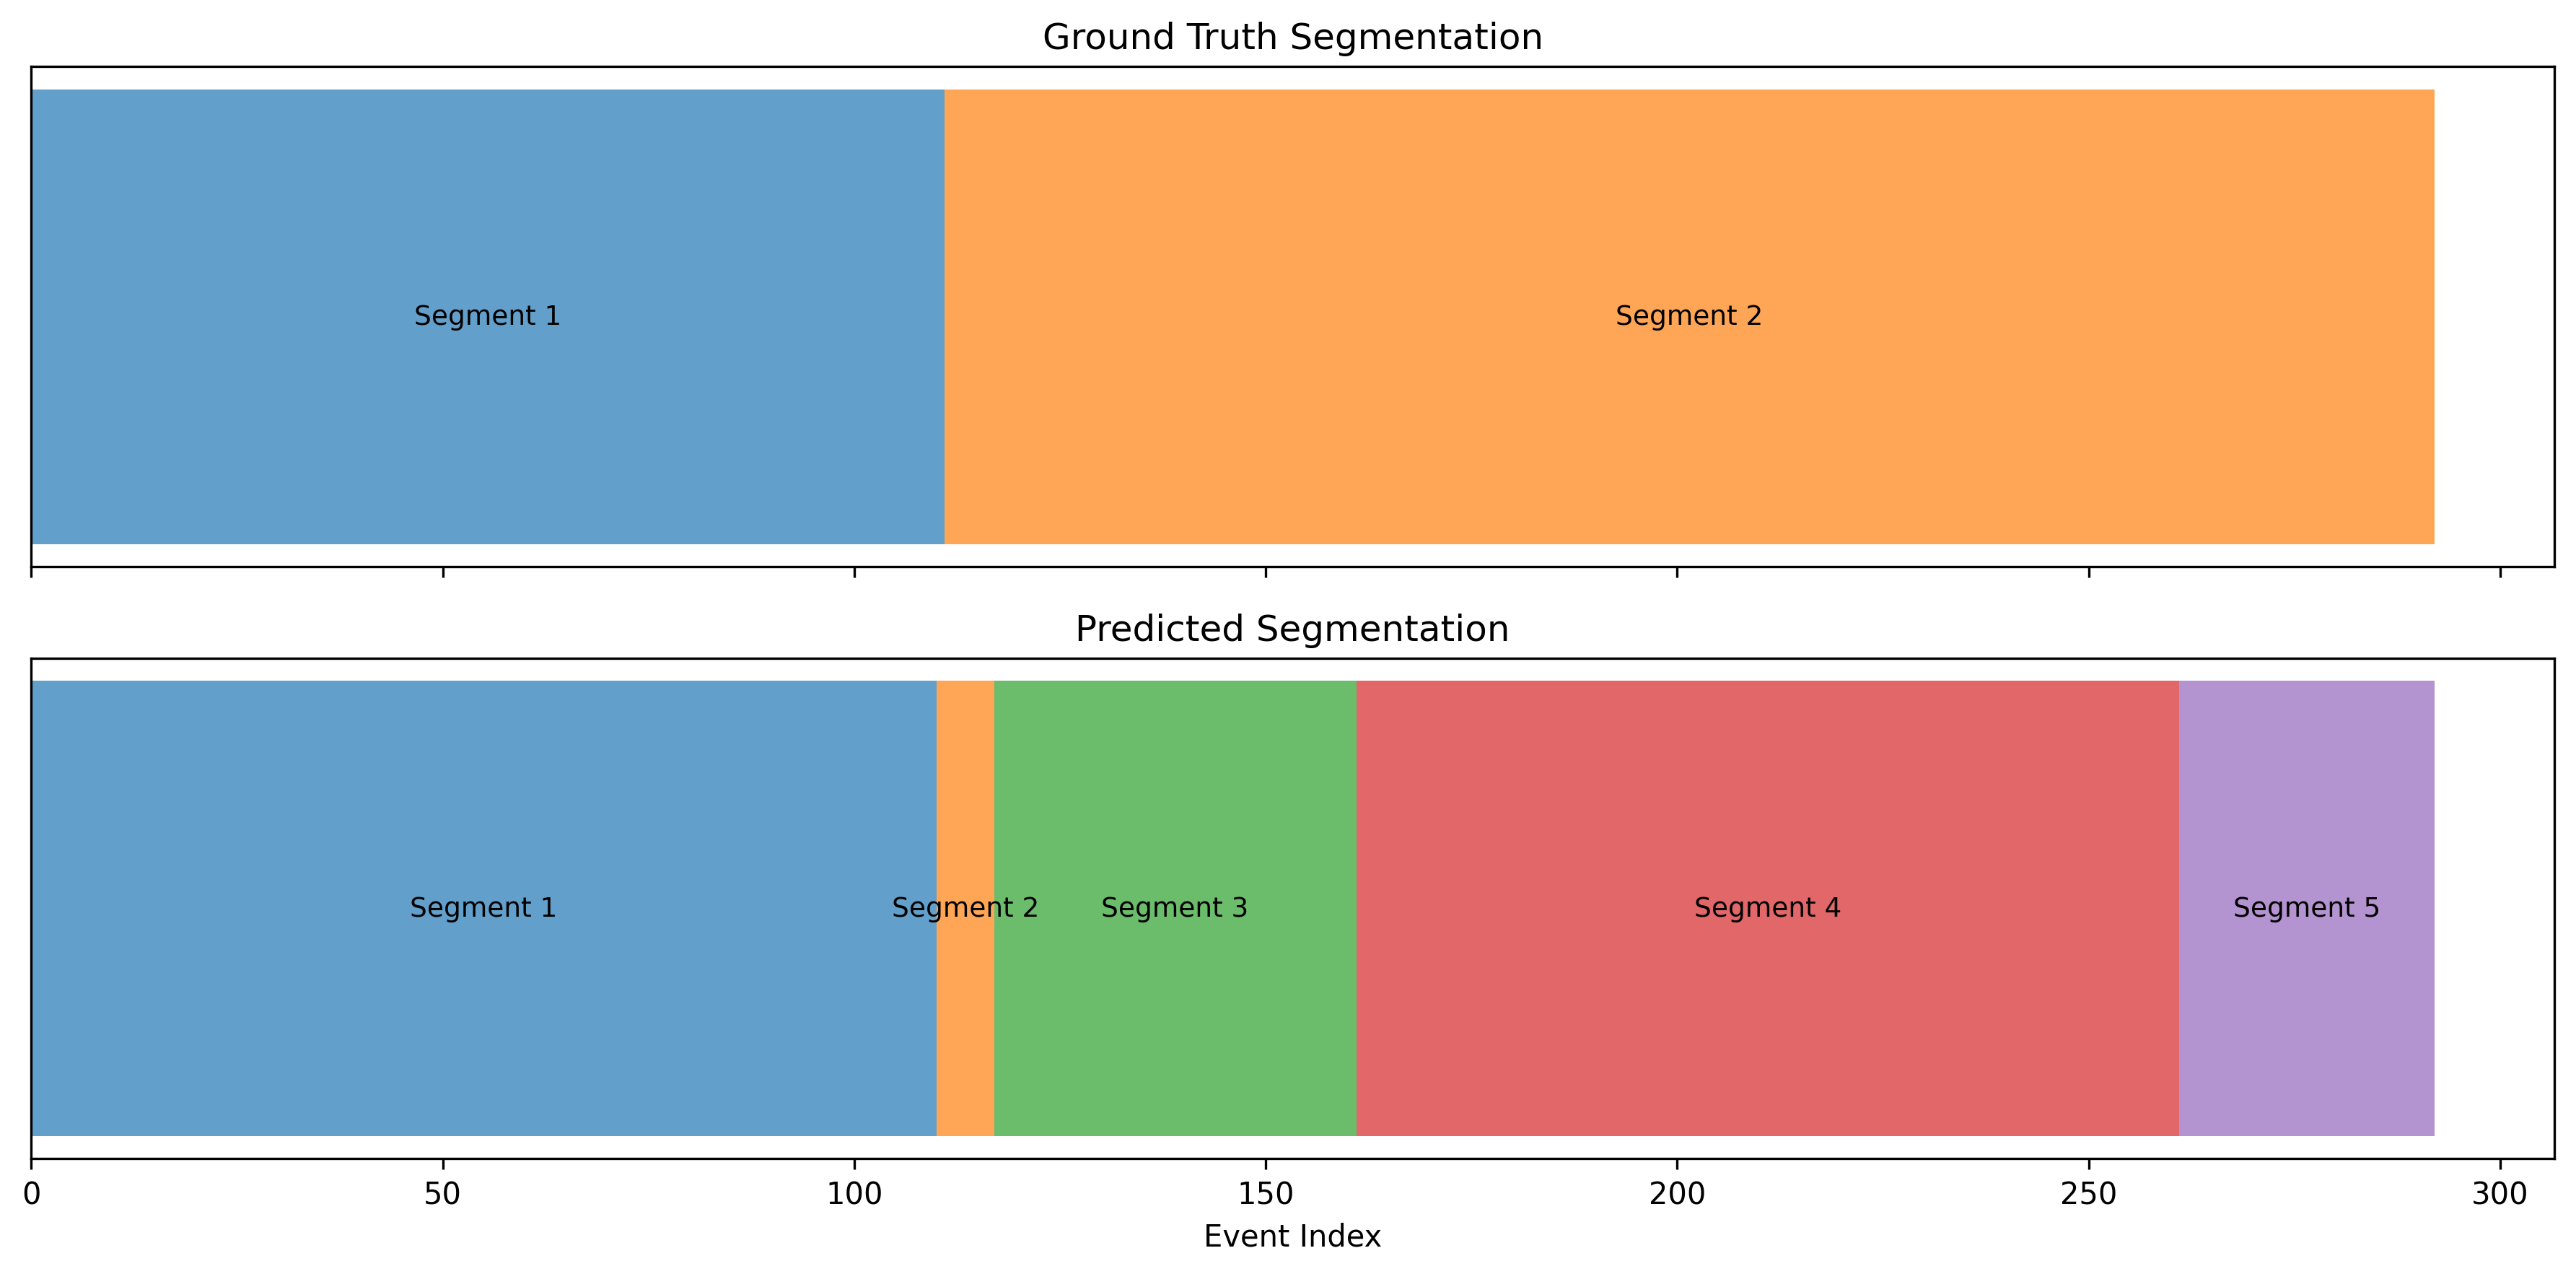 Ground Truth Segmentation
Segment 1 Segment 2
Predicted Segmentation
Segment 1 Segment 2 Segment 3 Segment 4 Segment 5
0 50 100 150 200 250 300
Event Index